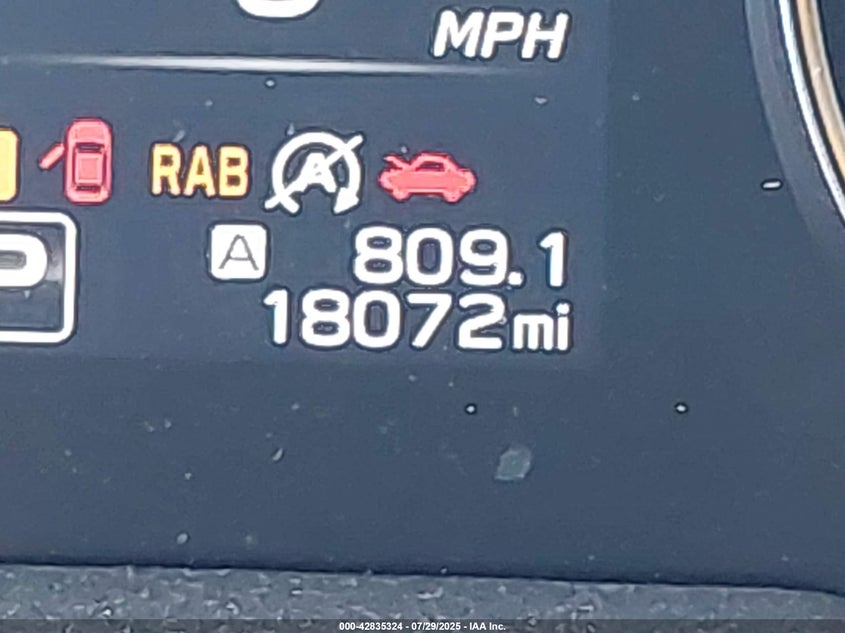 MPH
RAB A
P A 809.1
18072mi
000-42835324 - 07/29/2025 - IAA Inc.